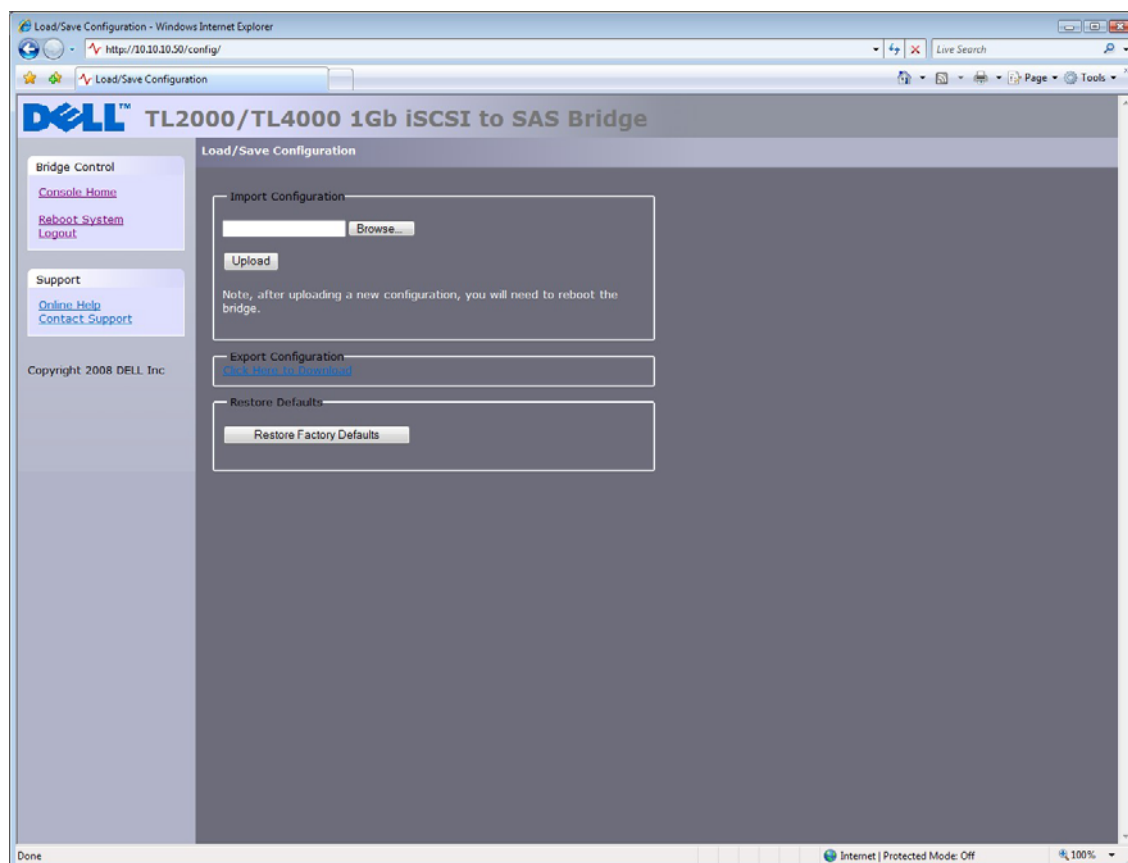 Load/Save Configuration - Windows Internet Explorer
http://10.10.10.50/config/
Live Search
Load/Save Configuration
Page
Tools
DELL™ TL2000/TL4000 1Gb iSCSI to SAS Bridge
Load/Save Configuration
Bridge Control
Console Home
Reboot System
Logout
Support
Online Help
Contact Support
Copyright 2008 DELL Inc
Import Configuration
Browse...
Upload
Note, after uploading a new configuration, you will need to reboot the
bridge.
Export Configuration
Click Here to Download
Restore Defaults
Restore Factory Defaults
Done
Internet | Protected Mode: Off
100%